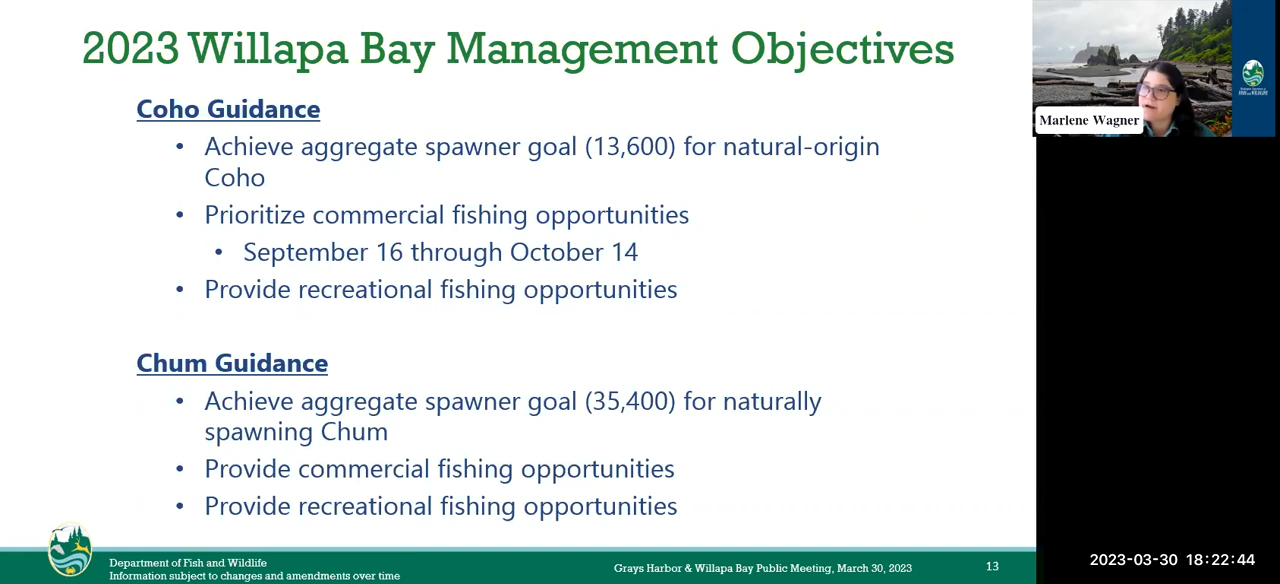 2023 Willapa Bay Management Objectives
Coho Guidance
• Achieve aggregate spawner goal (13,600) for natural-origin
Coho
• Prioritize commercial fishing opportunities
• September 16 through October 14
• Provide recreational fishing opportunities
Chum Guidance
• Achieve aggregate spawner goal (35,400) for naturally
spawning Chum
• Provide commercial fishing opportunities
• Provide recreational fishing opportunities
Department of Fish and Wildlife
Information subject to changes and amendments over time
Grays Harbor & Willapa Bay Public Meeting, March 30, 2023
13
Marlene Wagner
2023-03-30 18:22:44